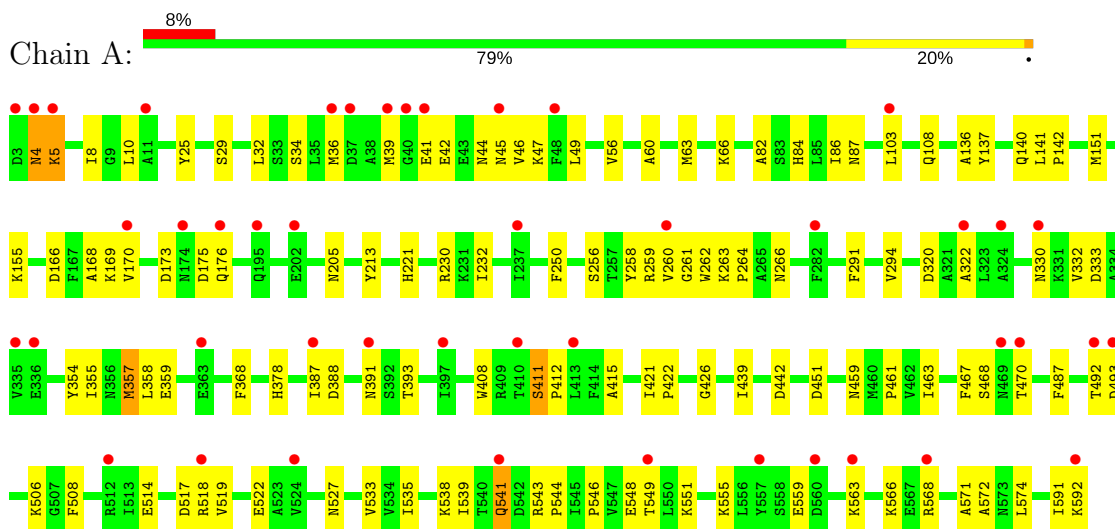 8%
Chain A:
79% 20% •
D3 N4 K5 I8 G9 L10 A11 Y25 S29 L32 S33 S34 L35 M36 D37 A38 M39 G40 E41 E42 E43 N44 N45 V46 K47 F48 L49 V56 A60 M63 K66 A82 S83 H84 L85 I86 N87 L103 Q108 A136 Y137 Q140 L141 P142 M151
K155 D166 F167 A168 K169 V170 D173 N174 D175 Q176 Q195 E202 N205 Y213 H221 R230 K231 I232 I237 F250 S256 T257 Y258 R259 V260 G261 W262 K263 P264 A265 N266 F282 F291 V294 D320 A321 A322 L323 A324 N330 K331 V332 D333 A334
V335 E336 Y354 I355 N356 M357 L358 E359 E363 F368 H378 I387 D388 N391 S392 T393 I397 W408 R409 T410 S411 P412 L413 F414 A415 I421 P422 G426 I439 D442 D451 N459 M460 P461 V462 I463 F467 S468 N469 T470 F487 T492 D493
K506 G507 F508 R512 I513 E514 D517 R518 V519 E522 A523 V524 N527 V533 V534 I535 K538 I539 T540 Q541 D542 R543 P544 I545 P546 V547 E548 T549 L550 K551 K555 L556 Y557 S558 E559 D560 K563 K566 E567 R568 A571 A572 N573 L574 I591 K592